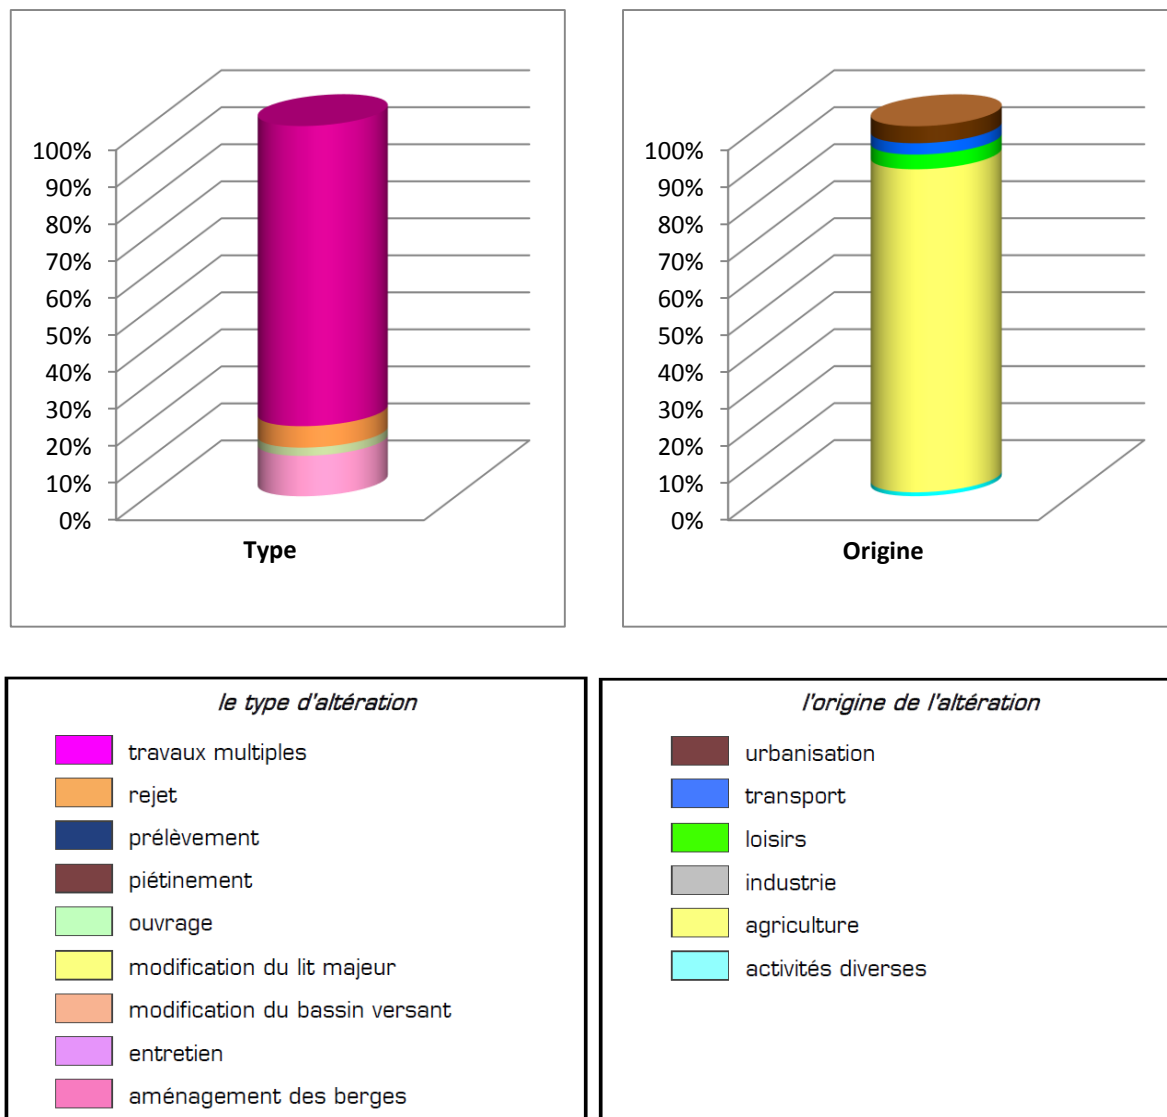 100%
90%
80%
70%
60%
50%
40%
30%
20%
10%
0%
Type
100%
90%
80%
70%
60%
50%
40%
30%
20%
10%
0%
Origine
le type d'altération
travaux multiples
rejet
prélèvement
piétinement
ouvrage
modification du lit majeur
modification du bassin versant
entretien
aménagement des berges
l'origine de l'altération
urbanisation
transport
loisirs
industrie
agriculture
activités diverses